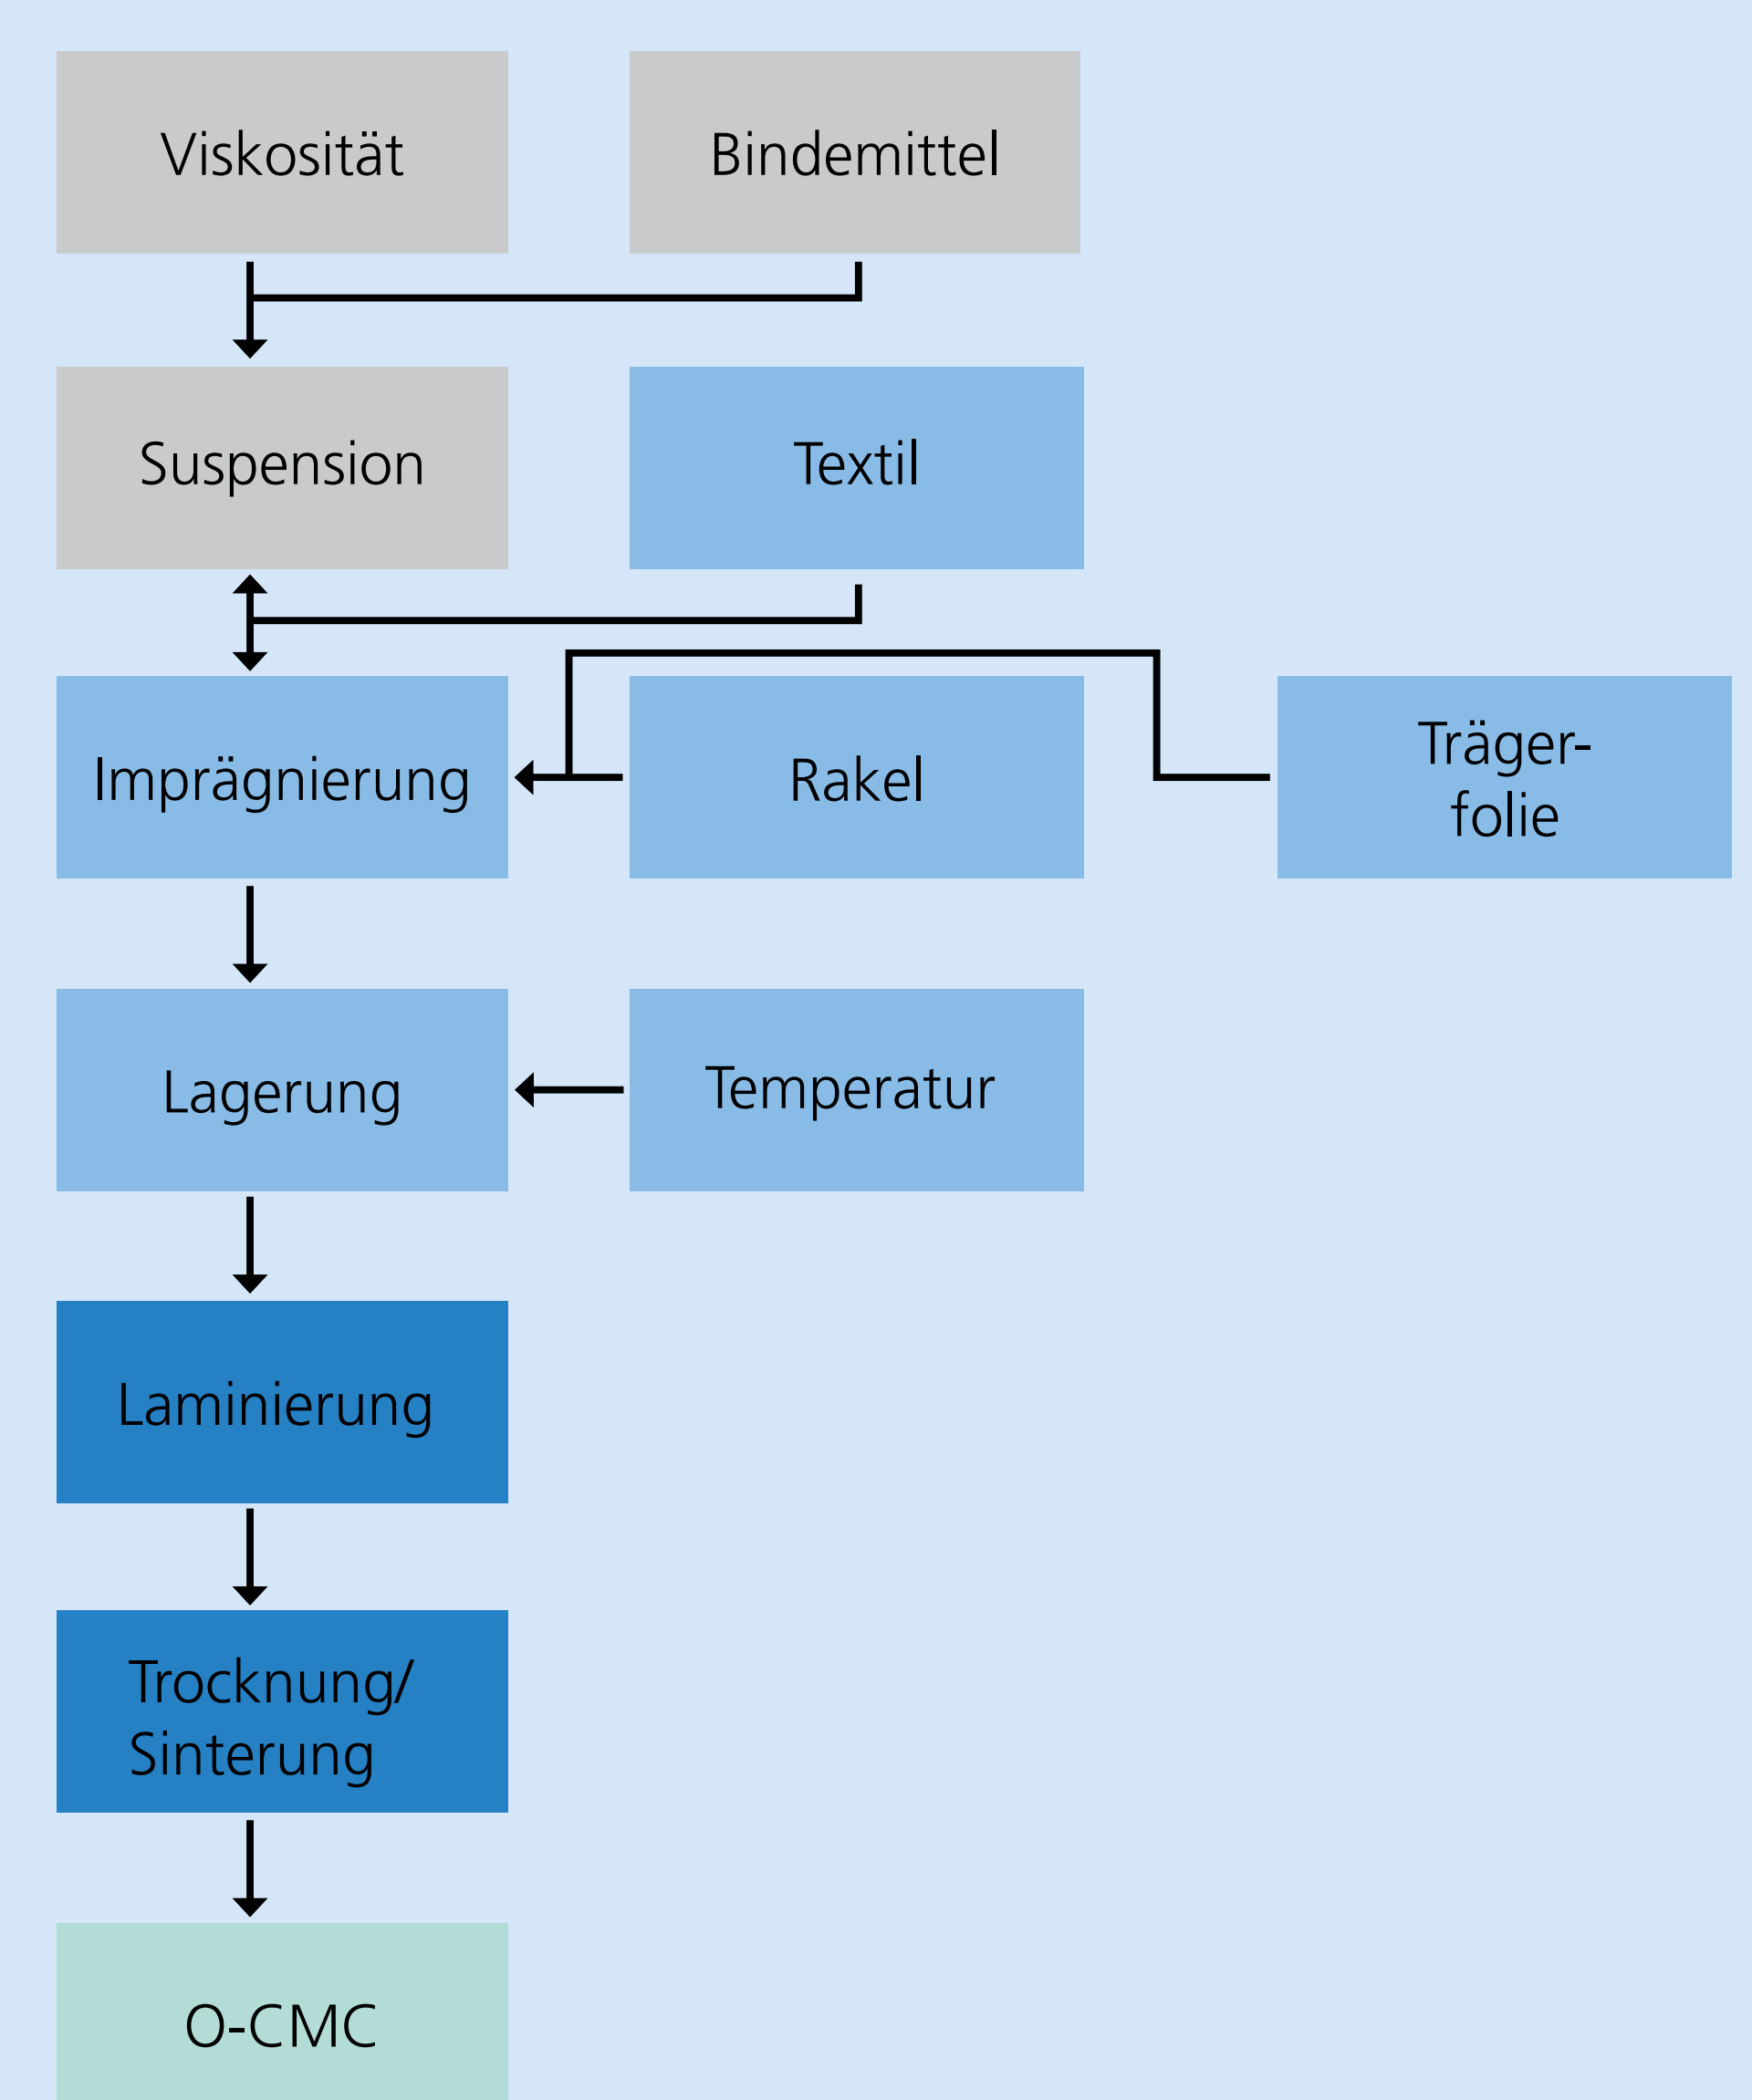 Viskosität
Bindemittel
Suspension
Textil
Imprägnierung
Rakel
Träger-
folie
Lagerung
Temperatur
Laminierung
Trocknung/
Sinterung
O-CMC